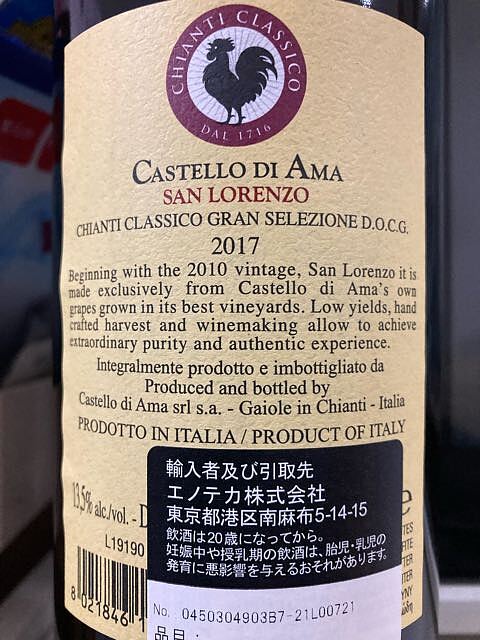 CHIANTI CLASSICO
DAL 1716
CASTELLO DI AMA
SAN LORENZO
CHIANTI CLASSICO GRAN SELEZIONE D.O.C.G.
2017
Beginning with the 2010 vintage, San Lorenzo it is
made exclusively from Castello di Ama's own
grapes grown in its best vineyards. Low yields, hand
crafted harvest and winemaking allow to achieve
extraordinary purity and authentic experience.
Integralmente prodotto e imbottigliato da
Produced and bottled by
Castello di Ama srl s.a. - Gaiole in Chianti - Italia
PRODOTTO IN ITALIA / PRODUCT OF ITALY
13,5% alc./vol. -
L19190
8 021846
輸入者及び引取先
エノテカ株式会社
東京都港区南麻布5-14-15
飲酒は20歳になってから。
妊娠中や授乳期の飲酒は、胎児・乳児の
発育に悪影響を与えるおそれがあります。
No. 0450304903B7-21L00721
品目: